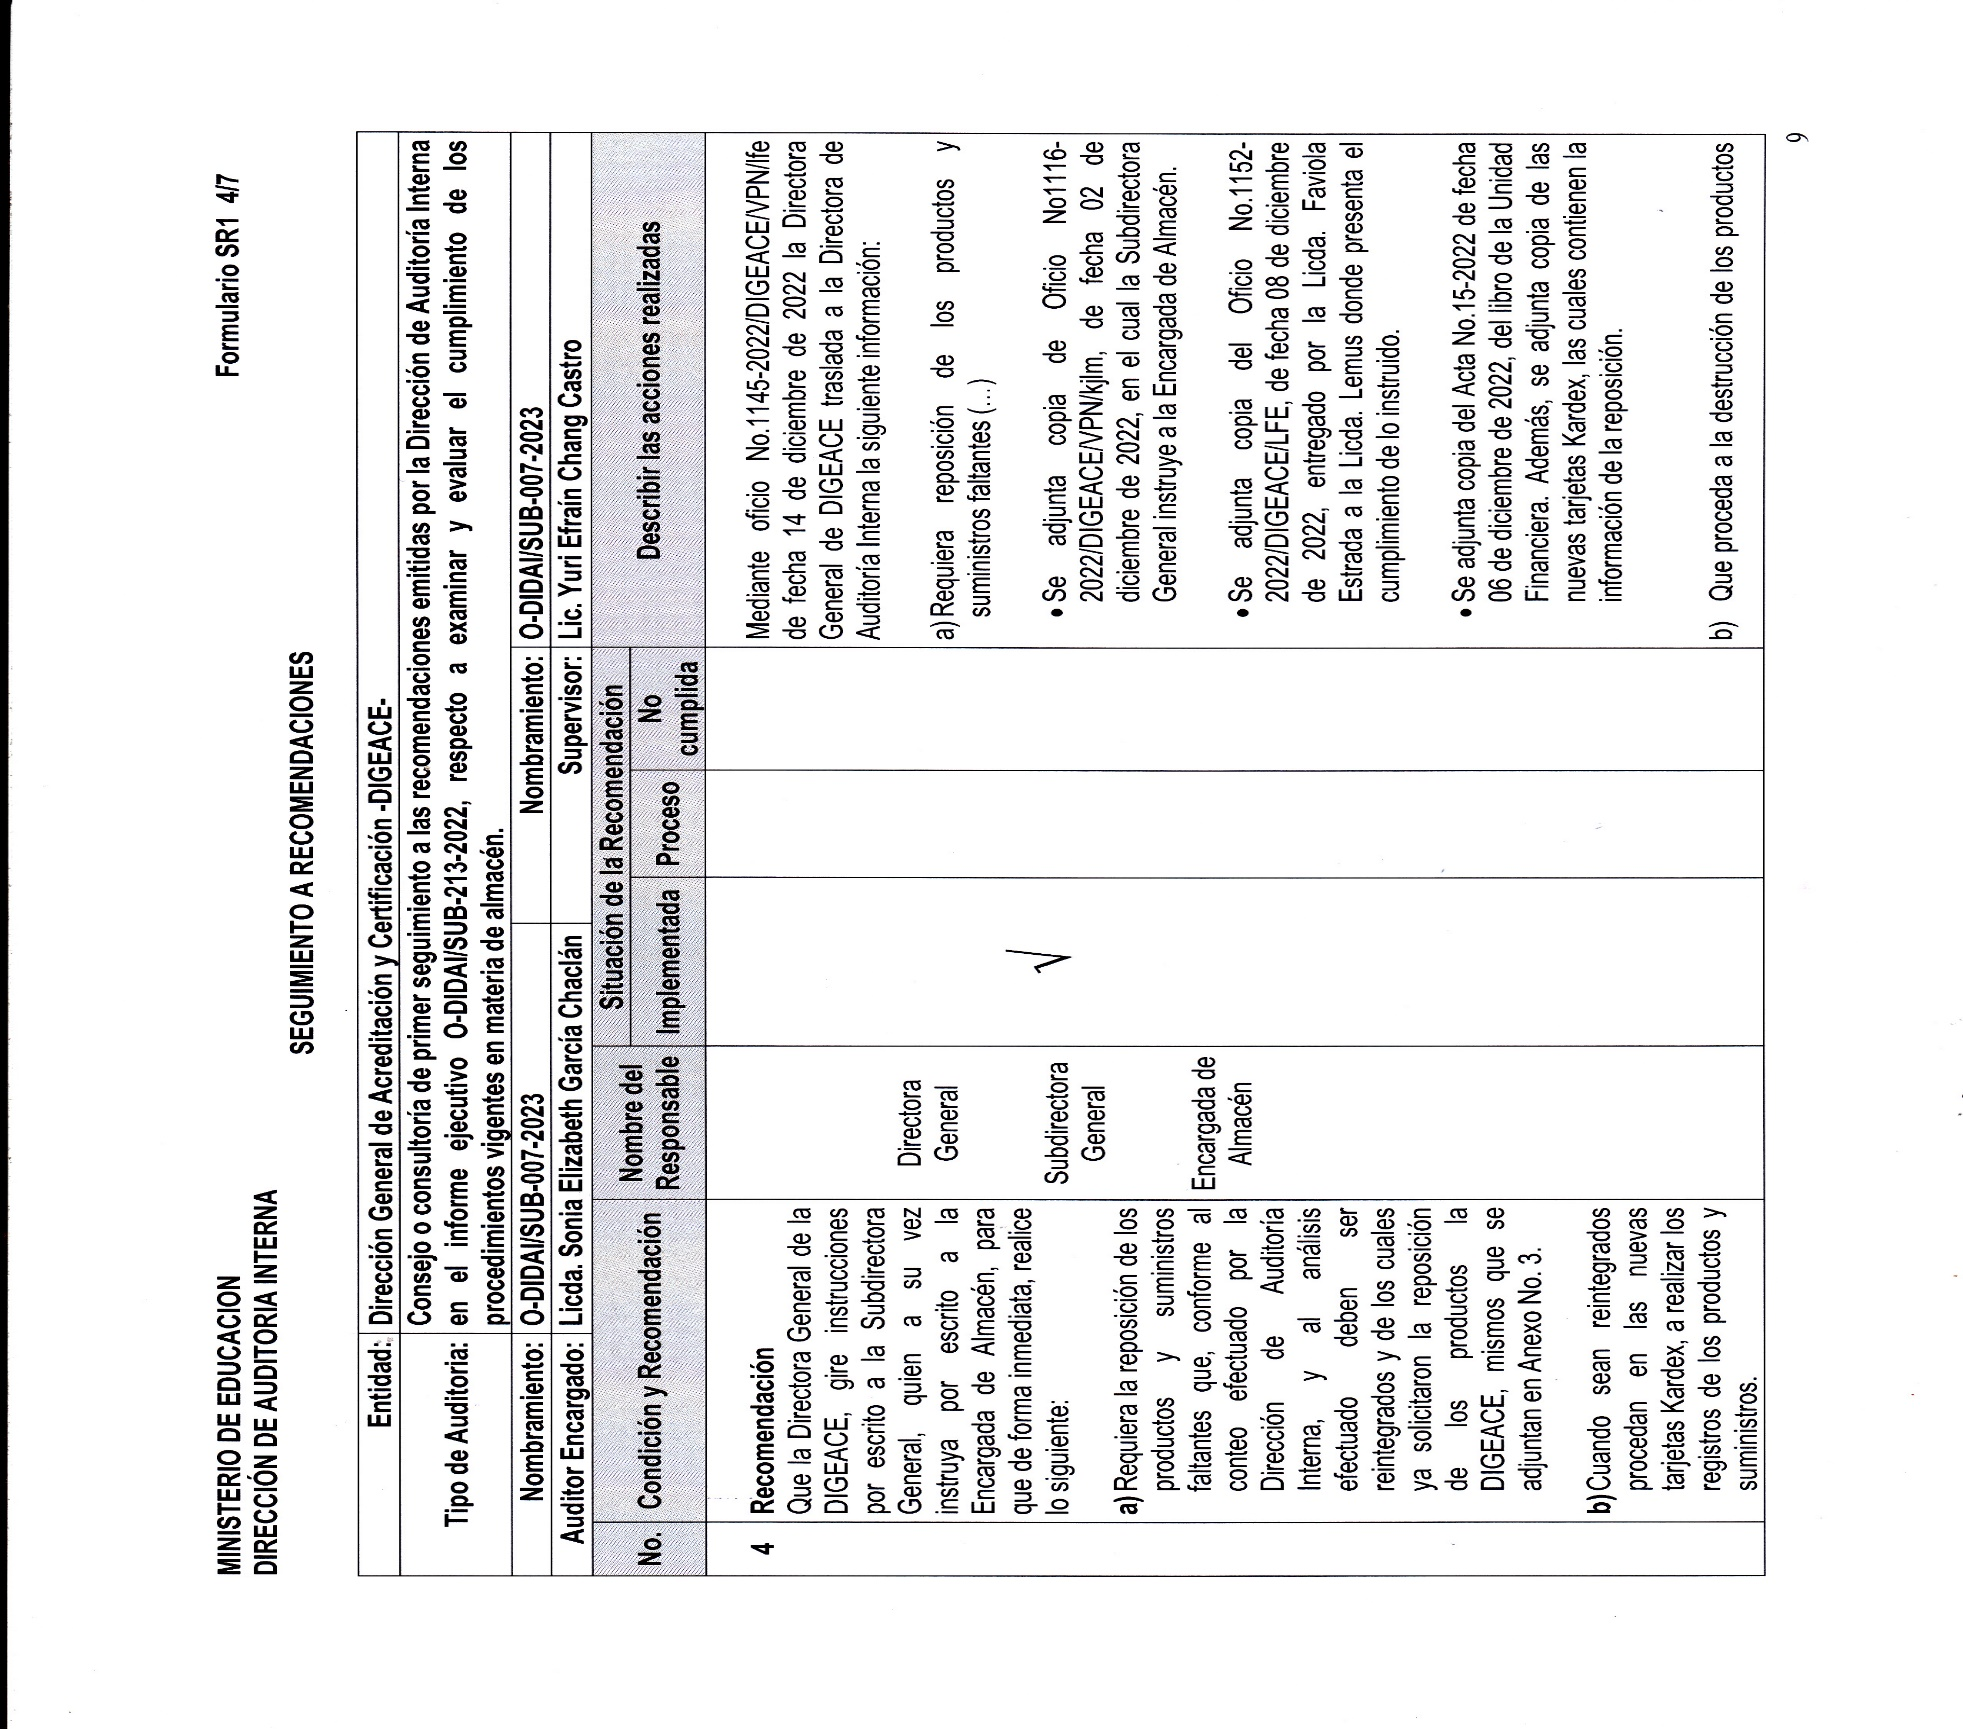 MINISTERIO DE EDUCACION
DIRECCIÓN DE AUDITORIA INTERNA
Formulario SR1 4/7
SEGUIMIENTO A RECOMENDACIONES
Entidad: Dirección General de Acreditación y Certificación -DIGEACE-
Tipo de Auditoria: Consejo o consultoría de primer seguimiento a las recomendaciones emitidas por la Dirección de Auditoría Interna
en el informe ejecutivo O-DIDAI/SUB-213-2022, respecto a examinar y evaluar el cumplimiento de los
procedimientos vigentes en materia de almacén.
Nombramiento: O-DIDAI/SUB-007-2023 Nombramiento: O-DIDAI/SUB-007-2023
Auditor Encargado: Licda. Sonia Elizabeth García Chaclán Supervisor: Lic. Yuri Efraín Chang Castro
No. Condición y Recomendación
Nombre del
Responsable
Situación de la Recomendación
Implementada Proceso
No
cumplida
Describir las acciones realizadas
4
Recomendación
Que la Directora General de la
DIGEACE, gire instrucciones
por escrito a la Subdirectora
General, quien a su vez
instruya por escrito a la
Encargada de Almacén, para
que de forma inmediata, realice
lo siguiente:
a) Requiera la reposición de los
productos y suministros
faltantes que, conforme al
conteo efectuado por la
Dirección de Auditoría
Interna, y al análisis
efectuado deben ser
reintegrados y de los cuales
ya solicitaron la reposición
de los productos la
DIGEACE, mismos que se
adjuntan en Anexo No. 3.
b) Cuando sean reintegrados
procedan en las nuevas
tarjetas Kardex, a realizar los
registros de los productos y
suministros.
Directora
General
Subdirectora
General
Encargada de
Almacén
√
Mediante oficio No.1145-2022/DIGEACE/VPN/lfe
de fecha 14 de diciembre de 2022 la Directora
General de DIGEACE traslada a la Directora de
Auditoría Interna la siguiente información:
a) Requiera reposición de los productos y
suministros faltantes (...)
• Se adjunta copia de Oficio No1116-
2022/DIGEACE/VPN/kjlm, de fecha 02 de
diciembre de 2022, en el cual la Subdirectora
General instruye a la Encargada de Almacén.
• Se adjunta copia del Oficio No.1152-
2022/DIGEACE/LFE, de fecha 08 de diciembre
de 2022, entregado por la Licda. Faviola
Estrada a la Licda. Lemus donde presenta el
cumplimiento de lo instruido.
• Se adjunta copia del Acta No.15-2022 de fecha
06 de diciembre de 2022, del libro de la Unidad
Financiera. Además, se adjunta copia de las
nuevas tarjetas Kardex, las cuales contienen la
información de la reposición.
b) Que proceda a la destrucción de los productos
9